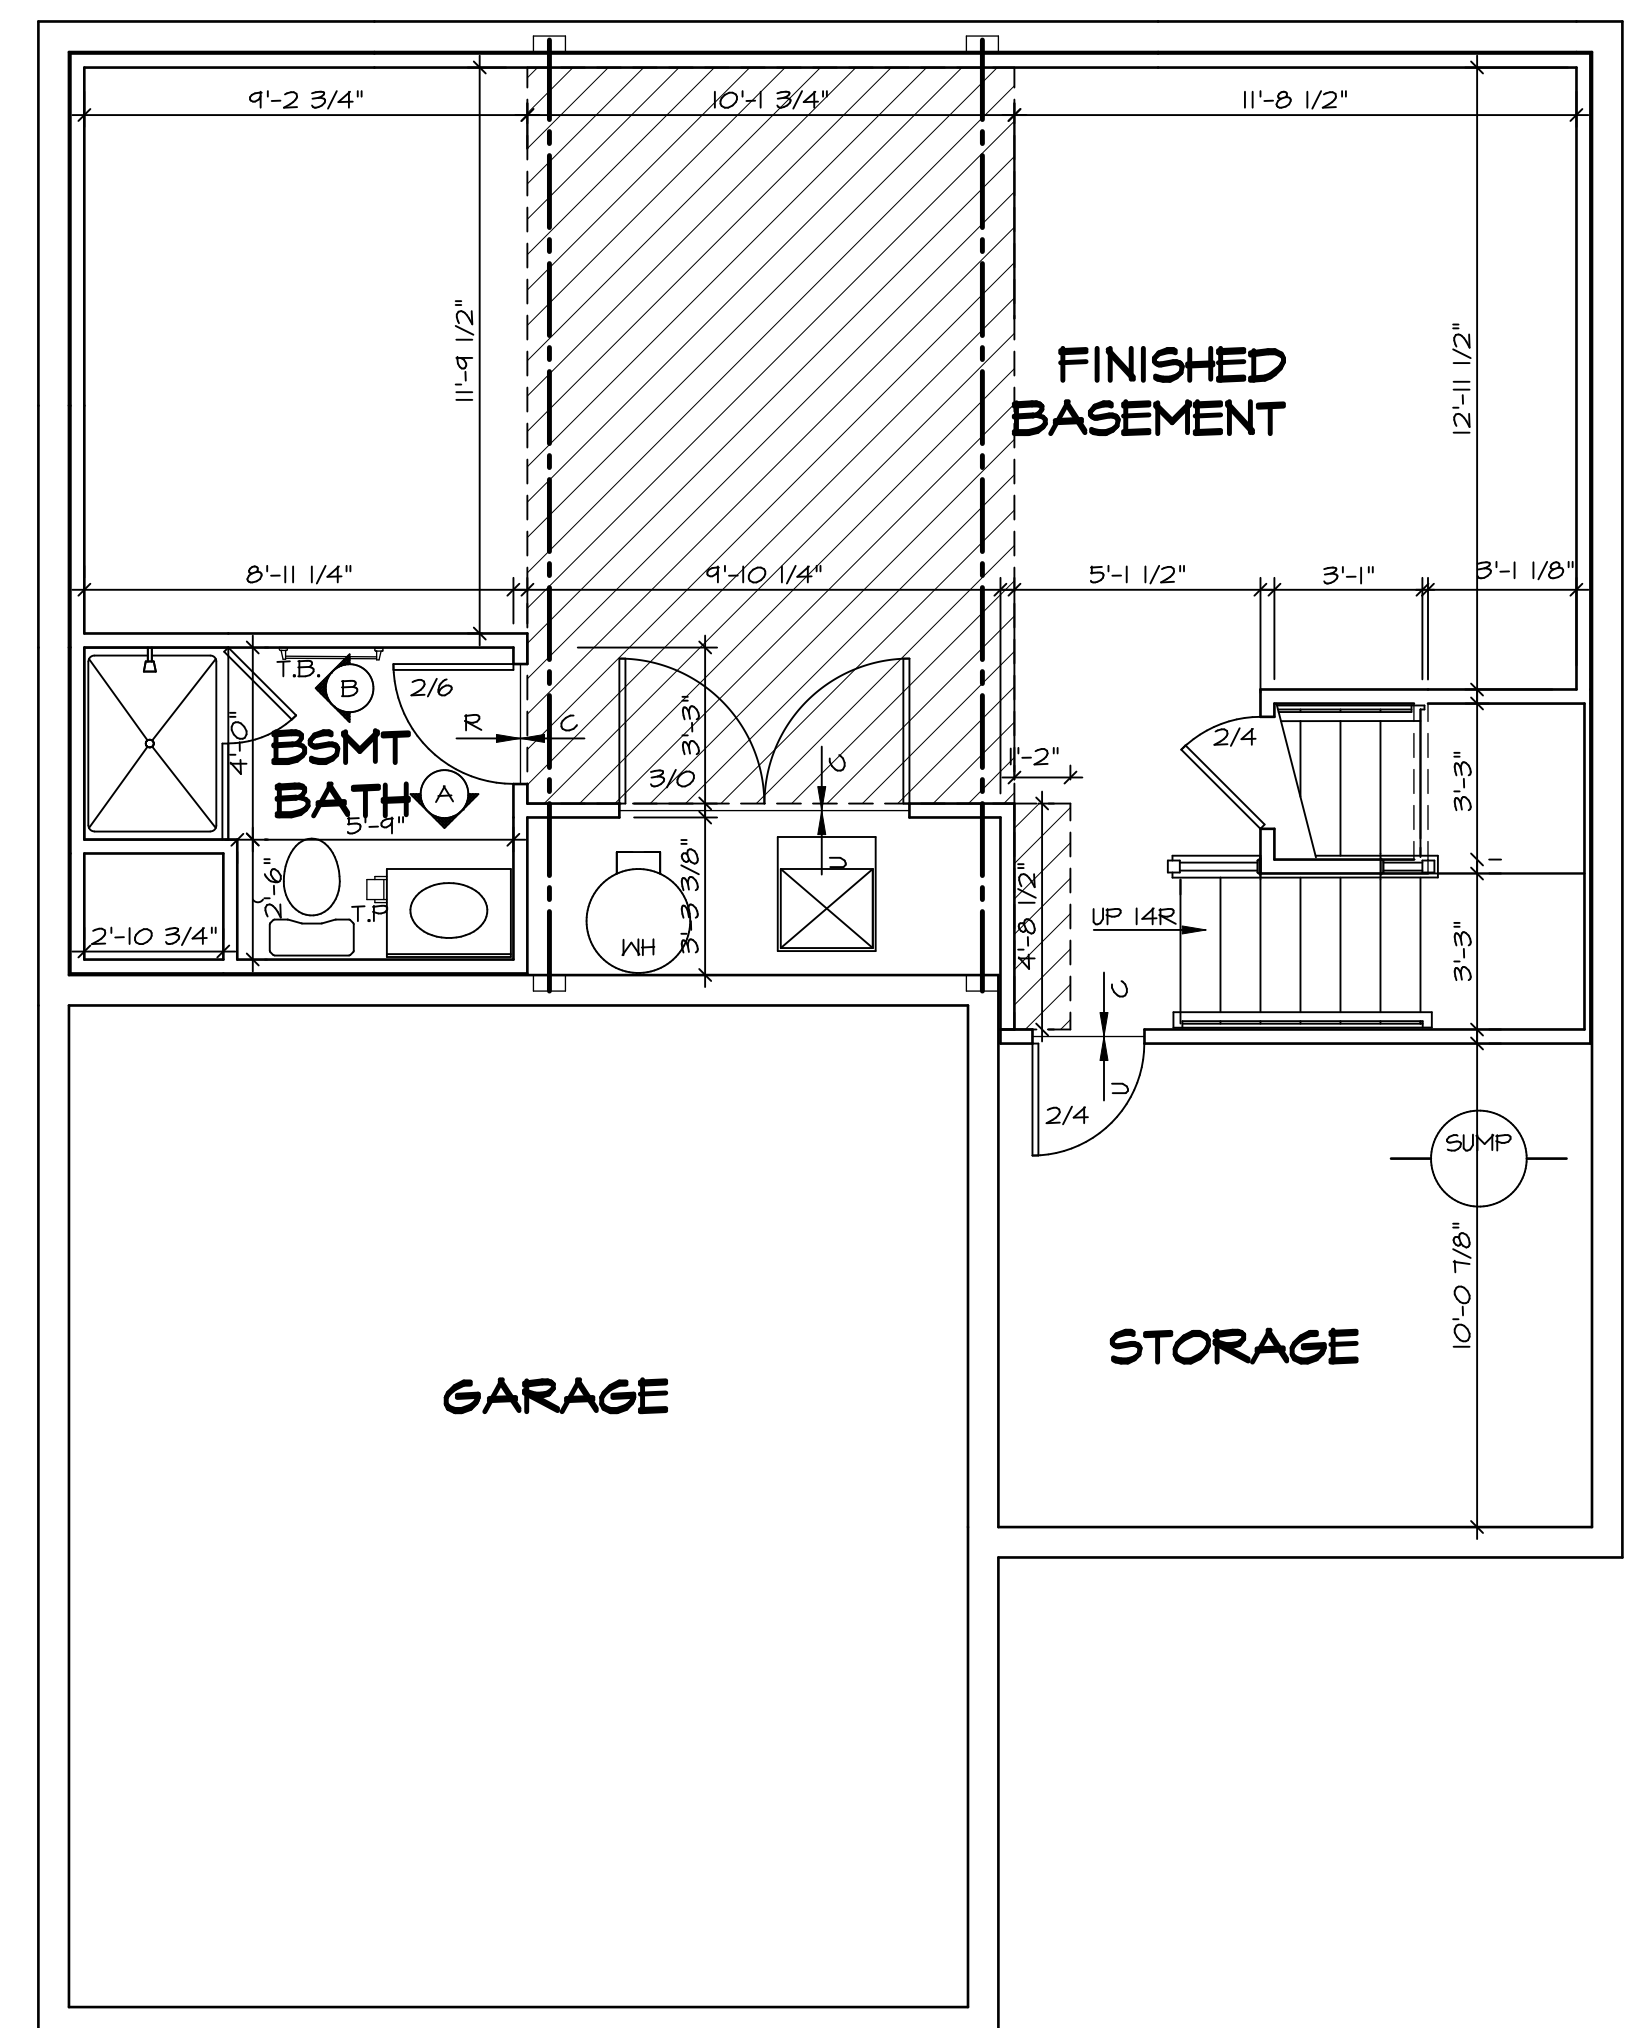 9'-2 3/4"
10'-1 3/4"
11'-8 1/2"
11'-9 1/2"
12'-11 1/2"
FINISHED
BASEMENT
8'-11 1/4"
9'-10 1/4"
5'-1 1/2"
3'-1"
3'-1 1/8"
T.B.
B
2/6
R
C
4'-0"
BSMT
BATH
A
5'-9"
3'-3"
3/0
C
U
1'-2"
2/4
3'-3"
2'-6"
T.P
2'-10 3/4"
WH
3'-3 3/8"
4'-8 1/2"
UP 14R
3'-3"
C
U
2/4
SUMP
10'-0 7/8"
STORAGE
GARAGE